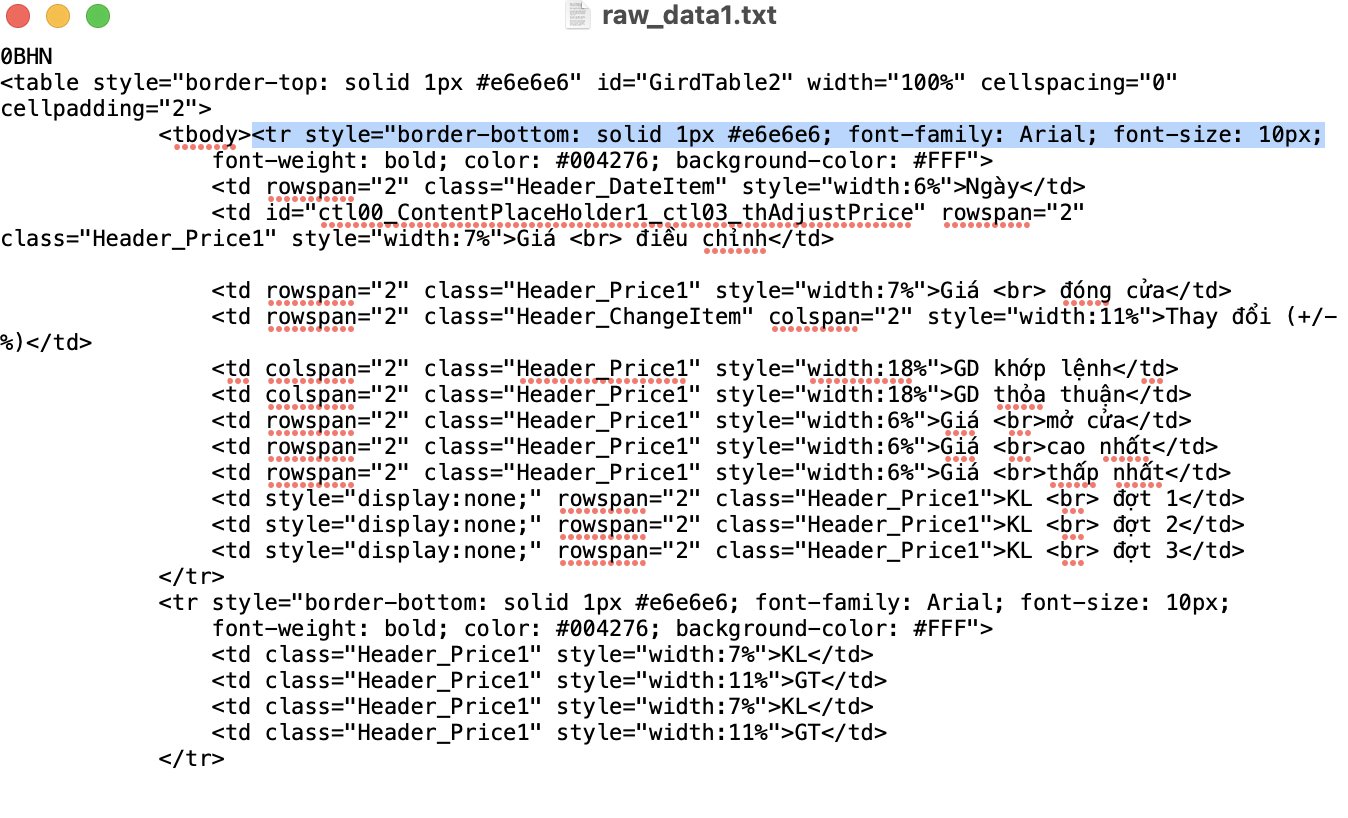 raw_data1.txt
0BHN
<table style="border-top: solid 1px #e6e6e6" id="GirdTable2" width="100%" cellspacing="0"
cellpadding="2">
<tbody><tr style="border-bottom: solid 1px #e6e6e6; font-family: Arial; font-size: 10px;
font-weight: bold; color: #004276; background-color: #FFF">
<td rowspan="2" class="Header_DateItem" style="width:6%">Ngày</td>
<td id="ctl00_ContentPlaceHolder1_ctl03_thAdjustPrice" rowspan="2"
class="Header_Price1" style="width:7%">Giá <br> điều chỉnh</td>
<td rowspan="2" class="Header_Price1" style="width:7%">Giá <br> đóng cửa</td>
<td rowspan="2" class="Header_ChangeItem" colspan="2" style="width:11%">Thay đổi (+/-
%)</td>
<td colspan="2" class="Header_Price1" style="width:18%">GD khớp lệnh</td>
<td colspan="2" class="Header_Price1" style="width:18%">GD thỏa thuận</td>
<td rowspan="2" class="Header_Price1" style="width:6%">Giá <br>mở cửa</td>
<td rowspan="2" class="Header_Price1" style="width:6%">Giá <br>cao nhất</td>
<td rowspan="2" class="Header_Price1" style="width:6%">Giá <br>thấp nhất</td>
<td style="display:none;" rowspan="2" class="Header_Price1">KL <br> đợt 1</td>
<td style="display:none;" rowspan="2" class="Header_Price1">KL <br> đợt 2</td>
<td style="display:none;" rowspan="2" class="Header_Price1">KL <br> đợt 3</td>
</tr>
<tr style="border-bottom: solid 1px #e6e6e6; font-family: Arial; font-size: 10px;
font-weight: bold; color: #004276; background-color: #FFF">
<td class="Header_Price1" style="width:7%">KL</td>
<td class="Header_Price1" style="width:11%">GT</td>
<td class="Header_Price1" style="width:7%">KL</td>
<td class="Header_Price1" style="width:11%">GT</td>
</tr>